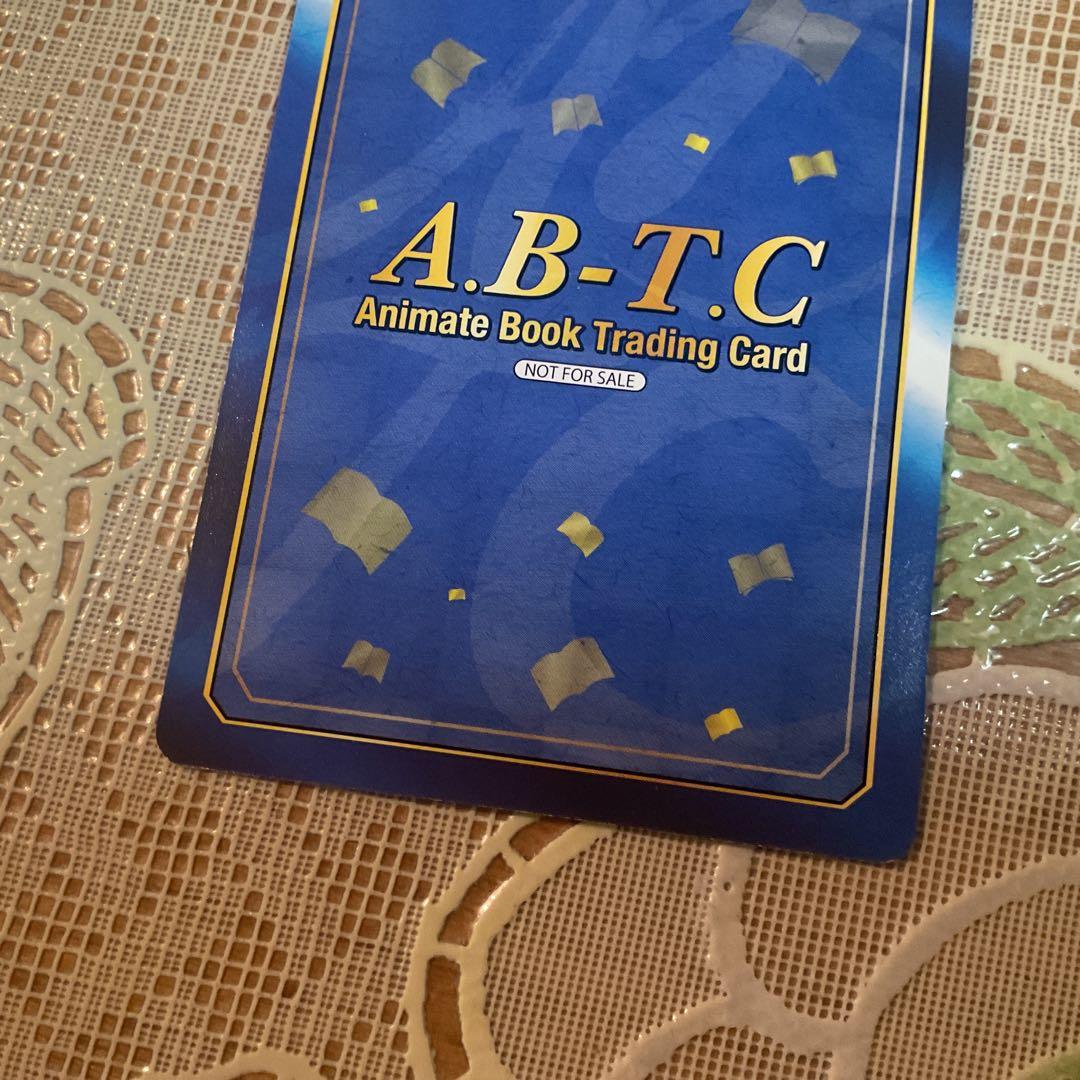 A.B-T.C
Animate Book Trading Card
NOT FOR SALE